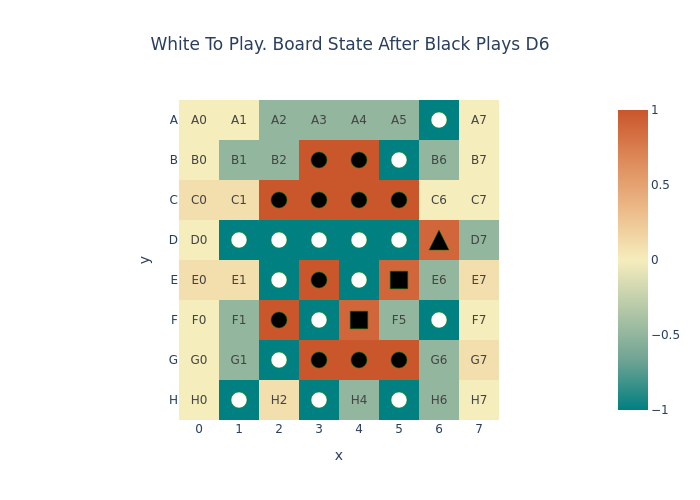 White To Play. Board State After Black Plays D6
A A0 A1 A2 A3 A4 A5 A7
B B0 B1 B2 B6 B7
C C0 C1 C6 C7
D D0 D7
E E0 E1 E6 E7
F F0 F1 F5 F7
G G0 G1 G6 G7
H H0 H2 H4 H6 H7
0 1 2 3 4 5 6 7
x
y
1
0.5
0
−0.5
−1